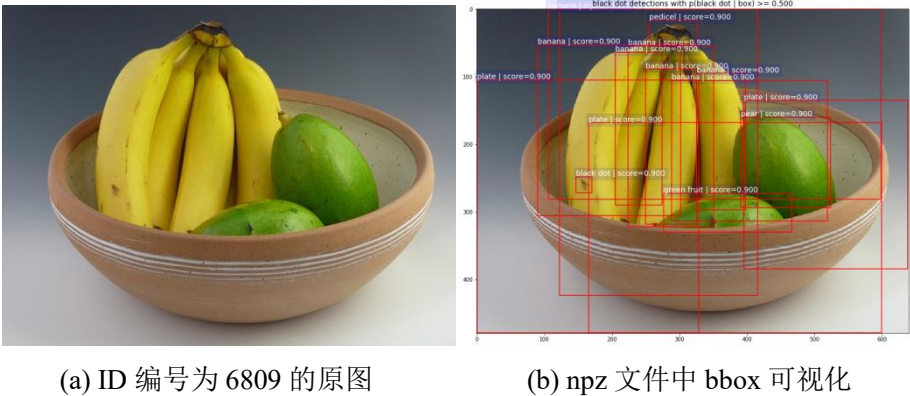 black dot detections with p(black dot | box) >= 0.500
pedicel | score=0.900
banana | score=0.900
banana | score=0.900
banana | score=0.900
banana | score=0.900
banana | score=0.900
banana | score=0.900
plate | score=0.900
plate | score=0.900
pear | score=0.900
plate | score=0.900
black dot | score=0.900
green fruit | score=0.900
0
100
200
300
400
0 100 200 300 400 500 600
(a) ID 编号为 6809 的原图
(b) npz 文件中 bbox 可视化